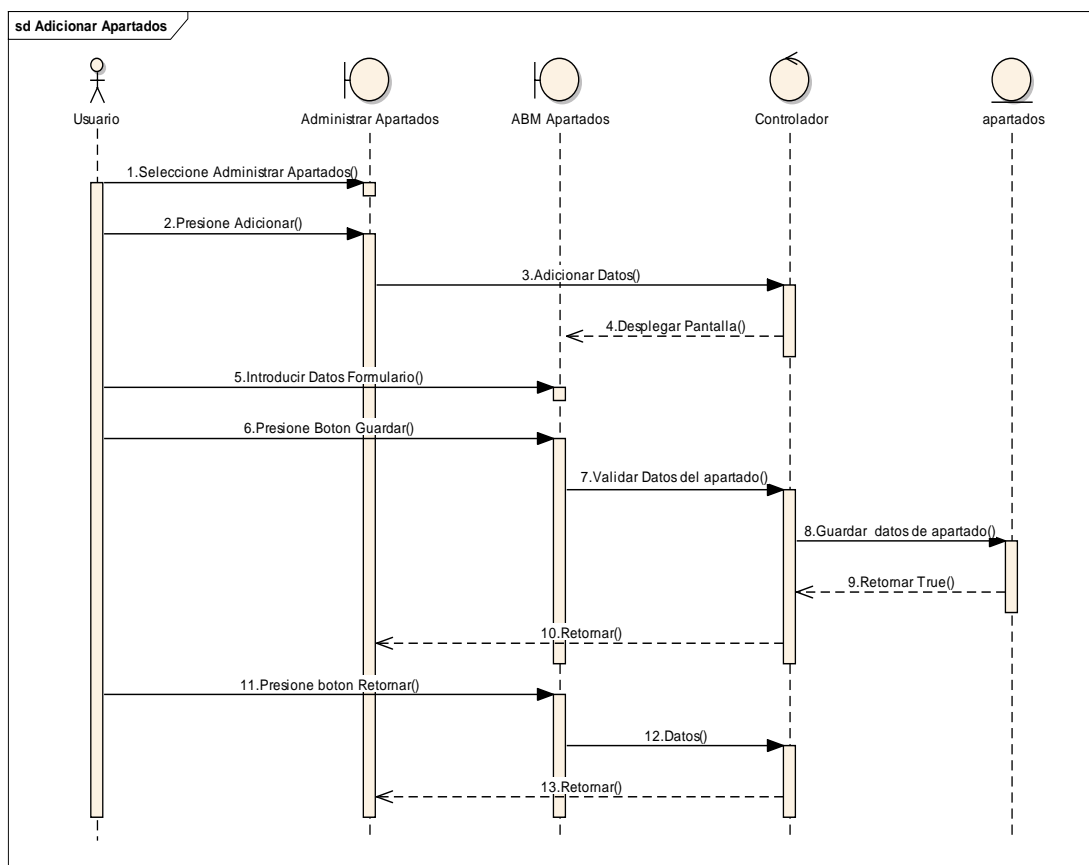 sd Adicionar Apartados
Usuario
Administrar Apartados
ABM Apartados
Controlador
apartados
1.Seleccione Administrar Apartados()
2.Presione Adicionar()
3.Adicionar Datos()
4.Desplegar Pantalla()
5.Introducir Datos Formulario()
6.Presione Boton Guardar()
7.Validar Datos del apartado()
8.Guardar datos de apartado()
9.Retornar True()
10.Retornar()
11.Presione boton Retornar()
12.Datos()
13.Retornar()